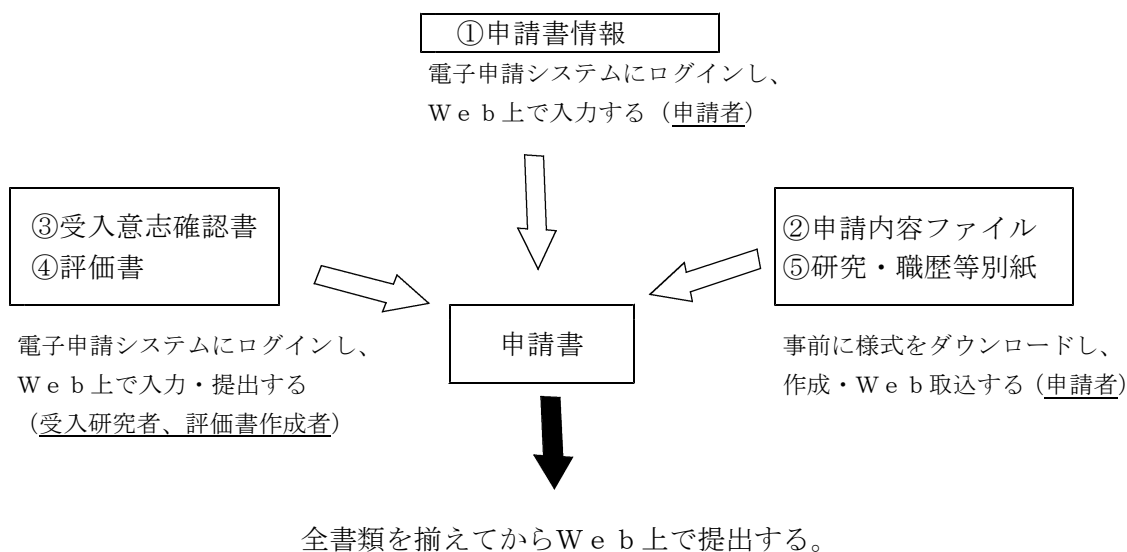 ①申請書情報
電子申請システムにログインし、
Ｗｅｂ上で入力する（申請者）
③受入意志確認書
④評価書
電子申請システムにログインし、
Ｗｅｂ上で入力・提出する
（受入研究者、評価書作成者）
②申請内容ファイル
⑤研究・職歴等別紙
事前に様式をダウンロードし、
作成・Ｗｅｂ取込する（申請者）
申請書
全書類を揃えてからＷｅｂ上で提出する。